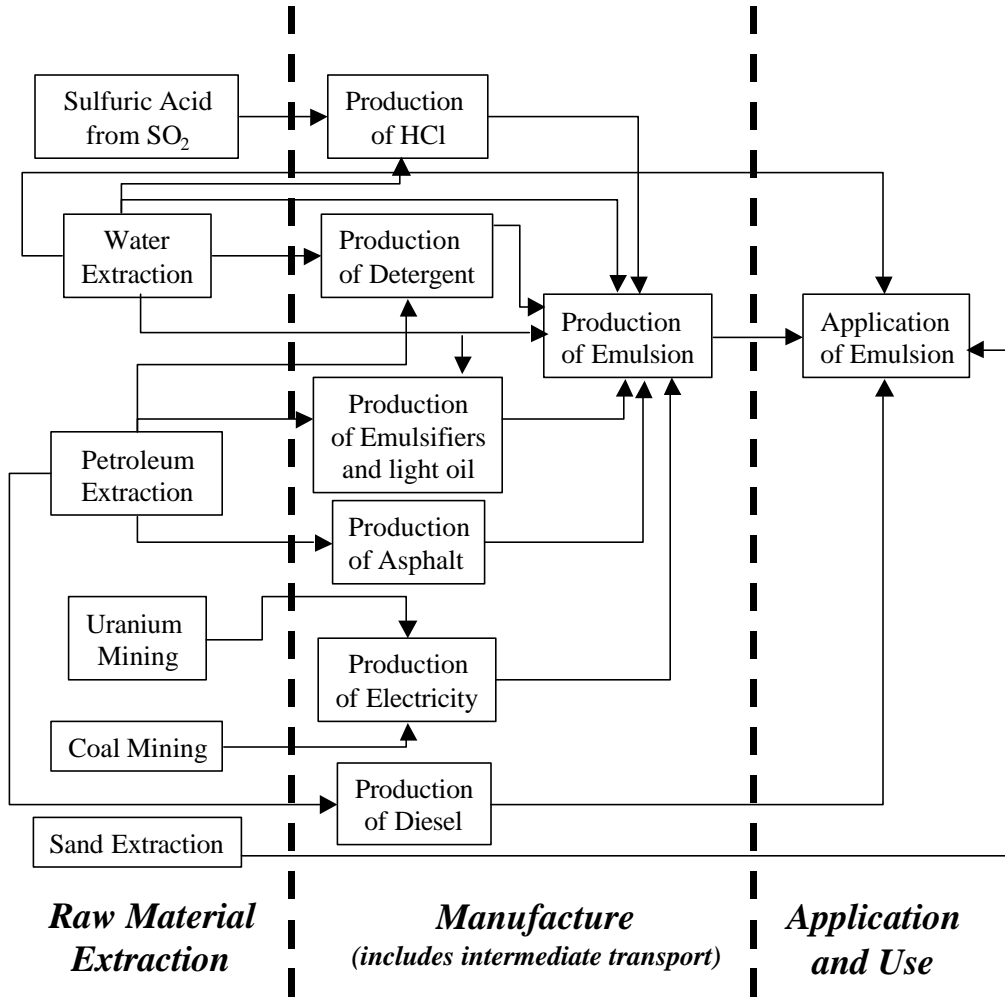 Sulfuric Acid
from SO₂
Production
of HCl
Water
Extraction
Production
of Detergent
Production
of Emulsion
Application
of Emulsion
Production
of Emulsifiers
and light oil
Petroleum
Extraction
Production
of Asphalt
Uranium
Mining
Production
of Electricity
Coal Mining
Production
of Diesel
Sand Extraction
Raw Material
Extraction
Manufacture
(includes intermediate transport)
Application
and Use